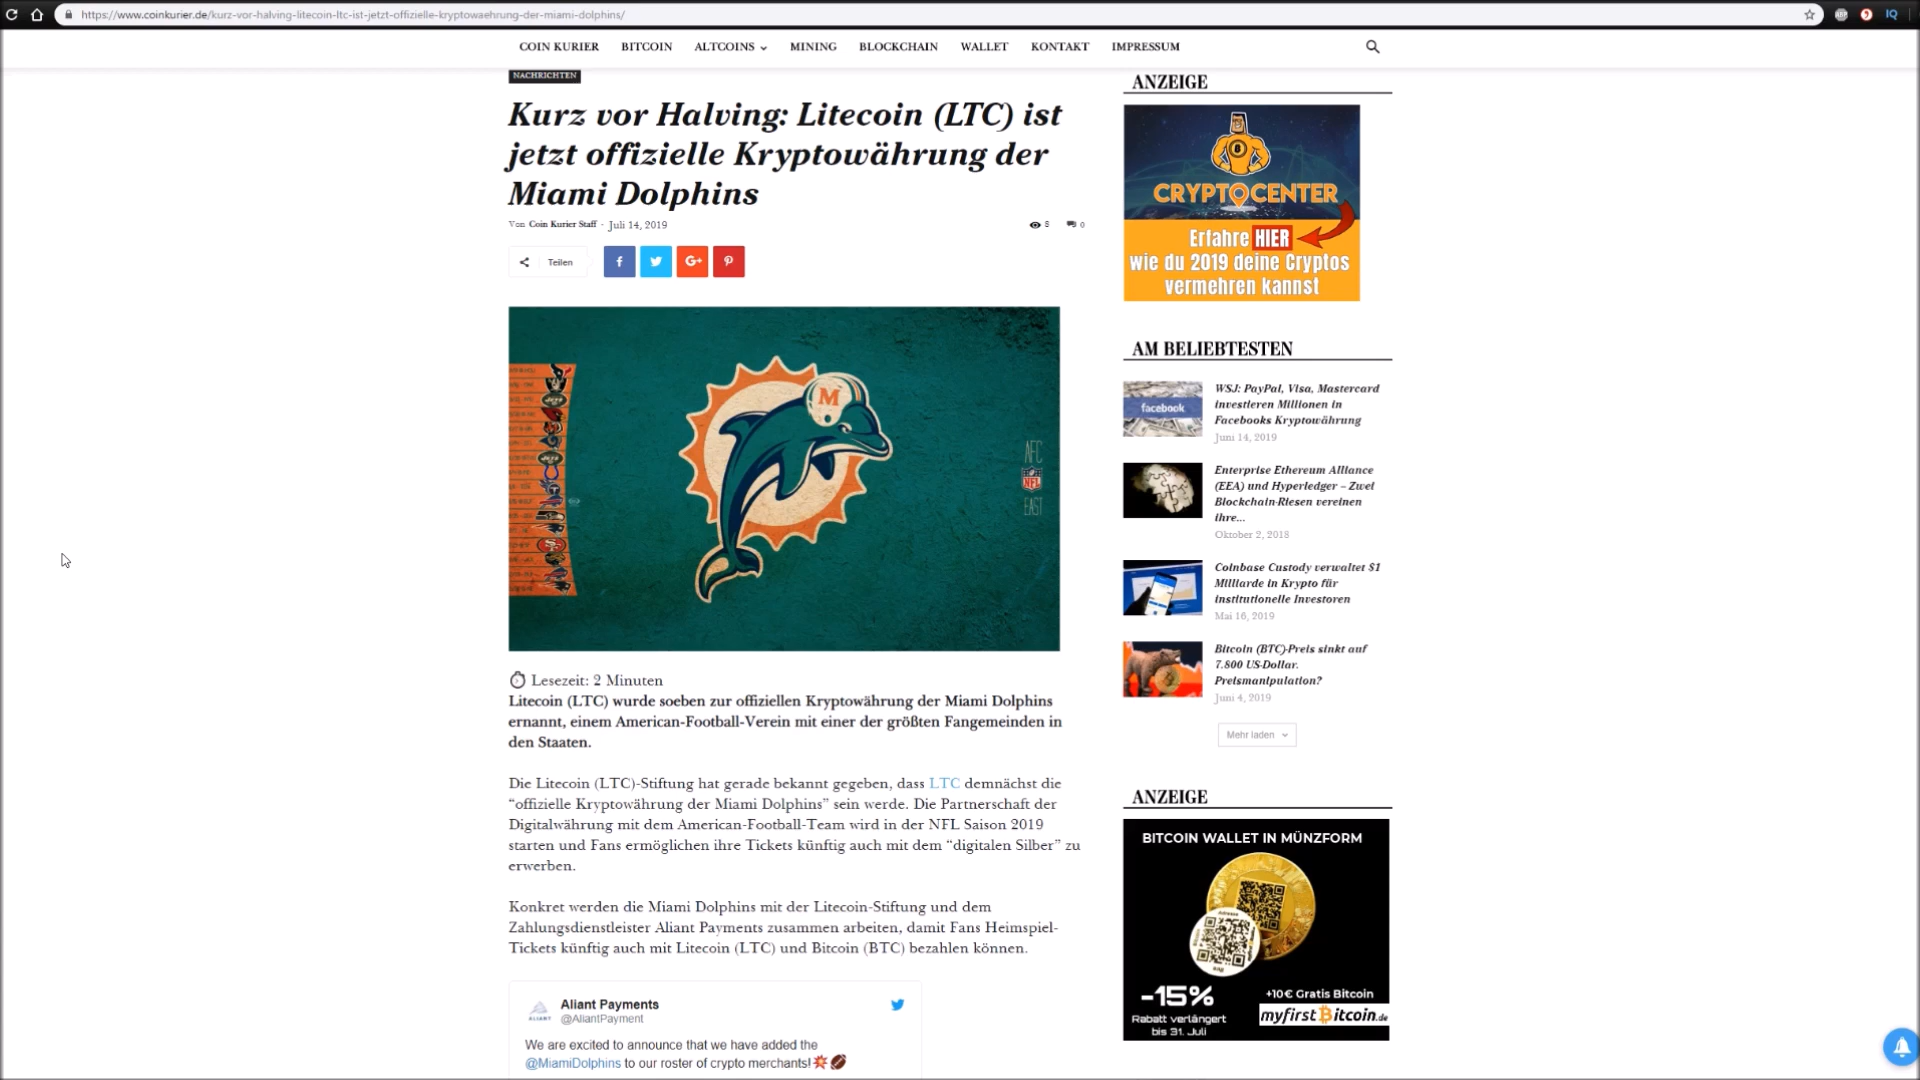 https://www.coinkurier.de/kurz-vor-halving-litecoin-ltc-ist-jetzt-offizielle-kryptowaehrung-der-miami-dolphins/
IQ
COIN KURIER BITCOIN ALTCOINS MINING BLOCKCHAIN WALLET KONTAKT IMPRESSUM
NACHRICHTEN
Kurz vor Halving: Litecoin (LTC) ist
jetzt offizielle Kryptowährung der
Miami Dolphins
Von Coin Kurier Staff - Juli 14, 2019
5 0
Teilen
G+
M
AFC
NFL
EAST
Lesezeit: 2 Minuten
Litecoin (LTC) wurde soeben zur offiziellen Kryptowährung der Miami Dolphins
ernannt, einem American-Football-Verein mit einer der größten Fangemeinden in
den Staaten.
Die Litecoin (LTC)-Stiftung hat gerade bekannt gegeben, dass LTC demnächst die
“offizielle Kryptowährung der Miami Dolphins” sein werde. Die Partnerschaft der
Digitalwährung mit dem American-Football-Team wird in der NFL Saison 2019
starten und Fans ermöglichen ihre Tickets künftig auch mit dem “digitalen Silber” zu
erwerben.
Konkret werden die Miami Dolphins mit der Litecoin-Stiftung und dem
Zahlungsdienstleister Aliant Payments zusammen arbeiten, damit Fans Heimspiel-
Tickets künftig auch mit Litecoin (LTC) und Bitcoin (BTC) bezahlen können.
ALIANT
Aliant Payments
@AliantPayment
We are excited to announce that we have added the
@MiamiDolphins to our roster of crypto merchants!💥🏈
ANZEIGE
CRYPTOCENTER
Erfahre HIER
wie du 2019 deine Cryptos
vermehren kannst
AM BELIEBTESTEN
facebook
WSJ: PayPal, Visa, Mastercard
investieren Millionen in
Facebooks Kryptowährung
Juni 14, 2019
Enterprise Ethereum Alliance
(EEA) und Hyperledger – Zwei
Blockchain-Riesen vereinen
ihre...
Oktober 2, 2018
Coinbase Custody verwaltet $1
Milliarde in Krypto für
institutionelle Investoren
Mai 16, 2019
Bitcoin (BTC)-Preis sinkt auf
7.800 US-Dollar.
Preismanipulation?
Juni 4, 2019
Mehr laden
ANZEIGE
BITCOIN WALLET IN MÜNZFORM
-15%
Rabatt verlängert
bis 31. Juli
+10€ Gratis Bitcoin
myfirstBitcoin.de